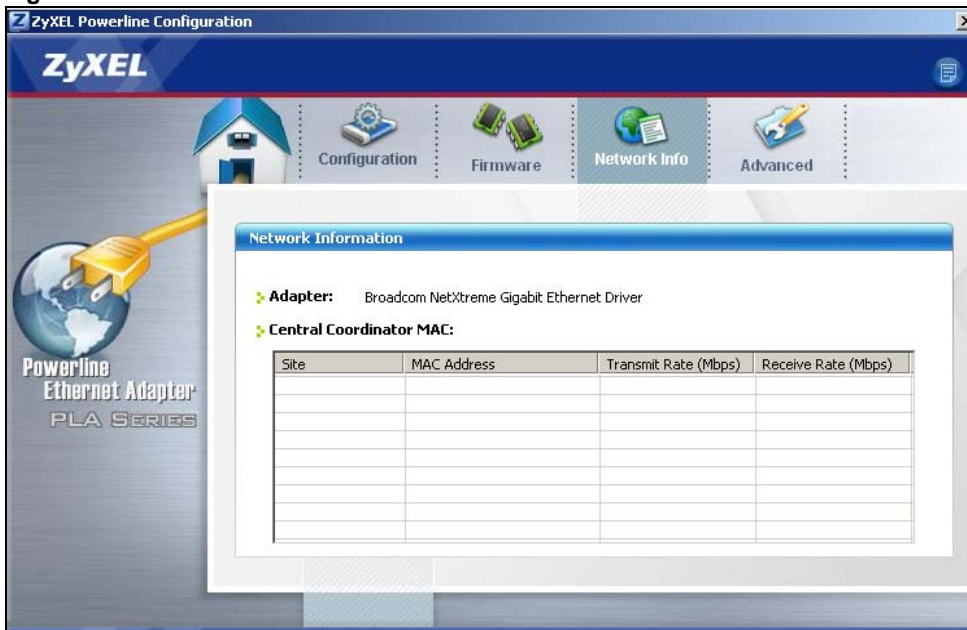 ZyXEL Powerline Configuration
ZyXEL
Configuration
Firmware
Network Info
Advanced
Network Information
Adapter: Broadcom NetXtreme Gigabit Ethernet Driver
Central Coordinator MAC:
Site MAC Address Transmit Rate (Mbps) Receive Rate (Mbps)
Powerline
Ethernet Adapter
PLA SERIES